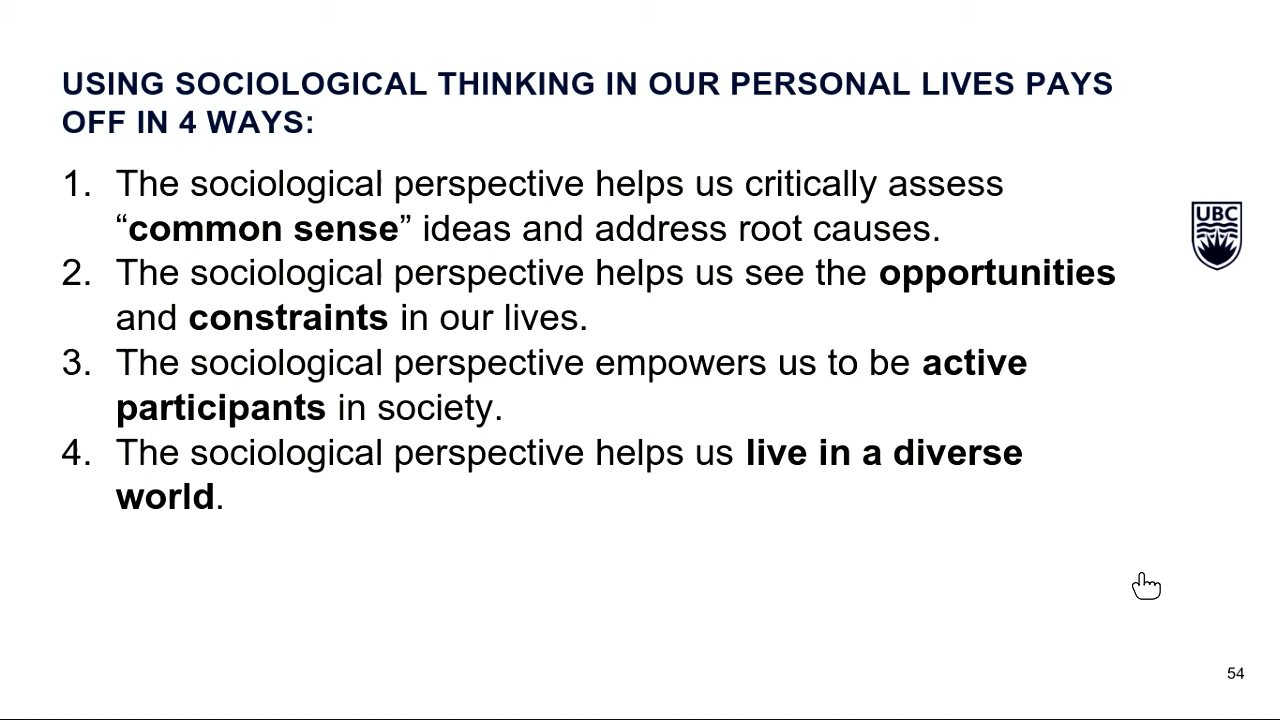 USING SOCIOLOGICAL THINKING IN OUR PERSONAL LIVES PAYS
OFF IN 4 WAYS:
1. The sociological perspective helps us critically assess
“common sense” ideas and address root causes.
2. The sociological perspective helps us see the opportunities
and constraints in our lives.
3. The sociological perspective empowers us to be active
participants in society.
4. The sociological perspective helps us live in a diverse
world.
UBC
54